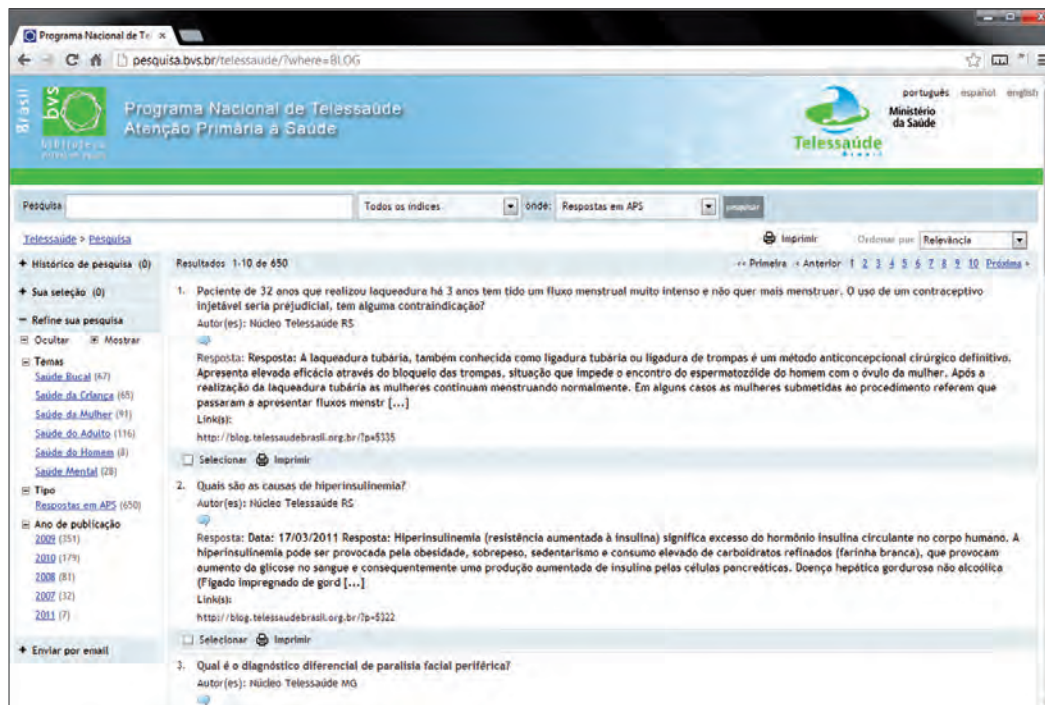 Programa Nacional de Te
pesquisa.bvs.br/telessaude/?where=BLOG
português español english
Brasil
bvs
Programa Nacional de Telessaúde
Atenção Primária à Saúde
Ministério
da Saúde
Telessaúde
Pesquisa Todos os índices onde: Respostas em APS pesquisar
Telessaúde > Pesquisa Imprimir Ordenar por Relevância
+ Histórico de pesquisa (0)
+ Sua seleção (0)
− Refine sua pesquisa
Ocultar Mostrar
Temas
Saúde Bucal (67)
Saúde da Criança (65)
Saúde da Mulher (91)
Saúde do Adulto (116)
Saúde do Homem (8)
Saúde Mental (28)
Tipo
Respostas em APS (650)
Ano de publicação
2009 (351)
2010 (179)
2008 (81)
2007 (32)
2011 (7)
+ Enviar por email
Resultados 1-10 de 650 ‹‹ Primeira ‹ Anterior 1 2 3 4 5 6 7 8 9 10 Próxima ›
1. Paciente de 32 anos que realizou laqueadura há 3 anos tem tido um fluxo menstrual muito intenso e não quer mais menstruar. O uso de um contraceptivo
injetável seria prejudicial, tem alguma contraindicação?
Autor(es): Núcleo Telessaúde RS
Resposta: Resposta: A laqueadura tubária, também conhecida como ligadura tubária ou ligadura de trompas é um método anticoncepcional cirúrgico definitivo.
Apresenta elevada eficácia através do bloqueio das trompas, situação que impede o encontro do espermatozóide do homem com o óvulo da mulher. Após a
realização da laqueadura tubária as mulheres continuam menstruando normalmente. Em alguns casos as mulheres submetidas ao procedimento referem que
passaram a apresentar fluxos menstr [...]
Link(s):
http://blog.telessaudebrasil.org.br/?p=5335
Selecionar Imprimir
2. Quais são as causas de hiperinsulinemia?
Autor(es): Núcleo Telessaúde RS
Resposta: Data: 17/03/2011 Resposta: Hiperinsulinemia (resistência aumentada à insulina) significa excesso do hormônio insulina circulante no corpo humano. A
hiperinsulinemia pode ser provocada pela obesidade, sobrepeso, sedentarismo e consumo elevado de carboidratos refinados (farinha branca), que provocam
aumento da glicose no sangue e consequentemente uma produção aumentada de insulina pelas células pancreáticas. Doença hepática gordurosa não alcoólica
(Fígado impregnado de gord [...]
Link(s):
http://blog.telessaudebrasil.org.br/?p=5322
Selecionar Imprimir
3. Qual é o diagnóstico diferencial de paralisia facial periférica?
Autor(es): Núcleo Telessaúde MG